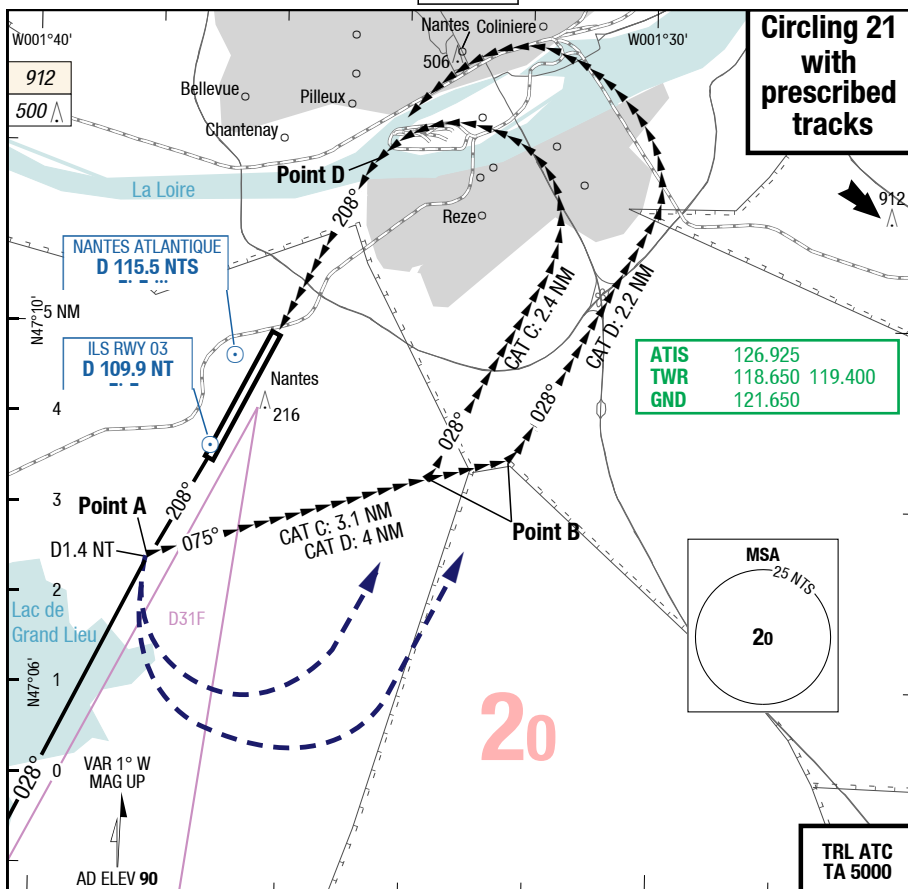 Circling 21
with
prescribed
tracks
W001°40'
W001°30'
Nantes
Coliniere
506
912
500
Bellevue
Pilleux
Chantenay
Point D
La Loire
Reze
912
208°
NANTES ATLANTIQUE
D 115.5 NTS
N47°10'
5 NM
ILS RWY 03
D 109.9 NT
CAT C: 2.4 NM
CAT D: 2.2 NM
ATIS 126.925
TWR 118.650 119.400
GND 121.650
Nantes
216
4
028°
028°
3
Point A
208°
D1.4 NT
075°
CAT C: 3.1 NM
CAT D: 4 NM
Point B
2
MSA
25 NTS
20
Lac de
Grand Lieu
D31F
N47°06'
1
20
0
028°
VAR 1° W
MAG UP
AD ELEV 90
TRL ATC
TA 5000